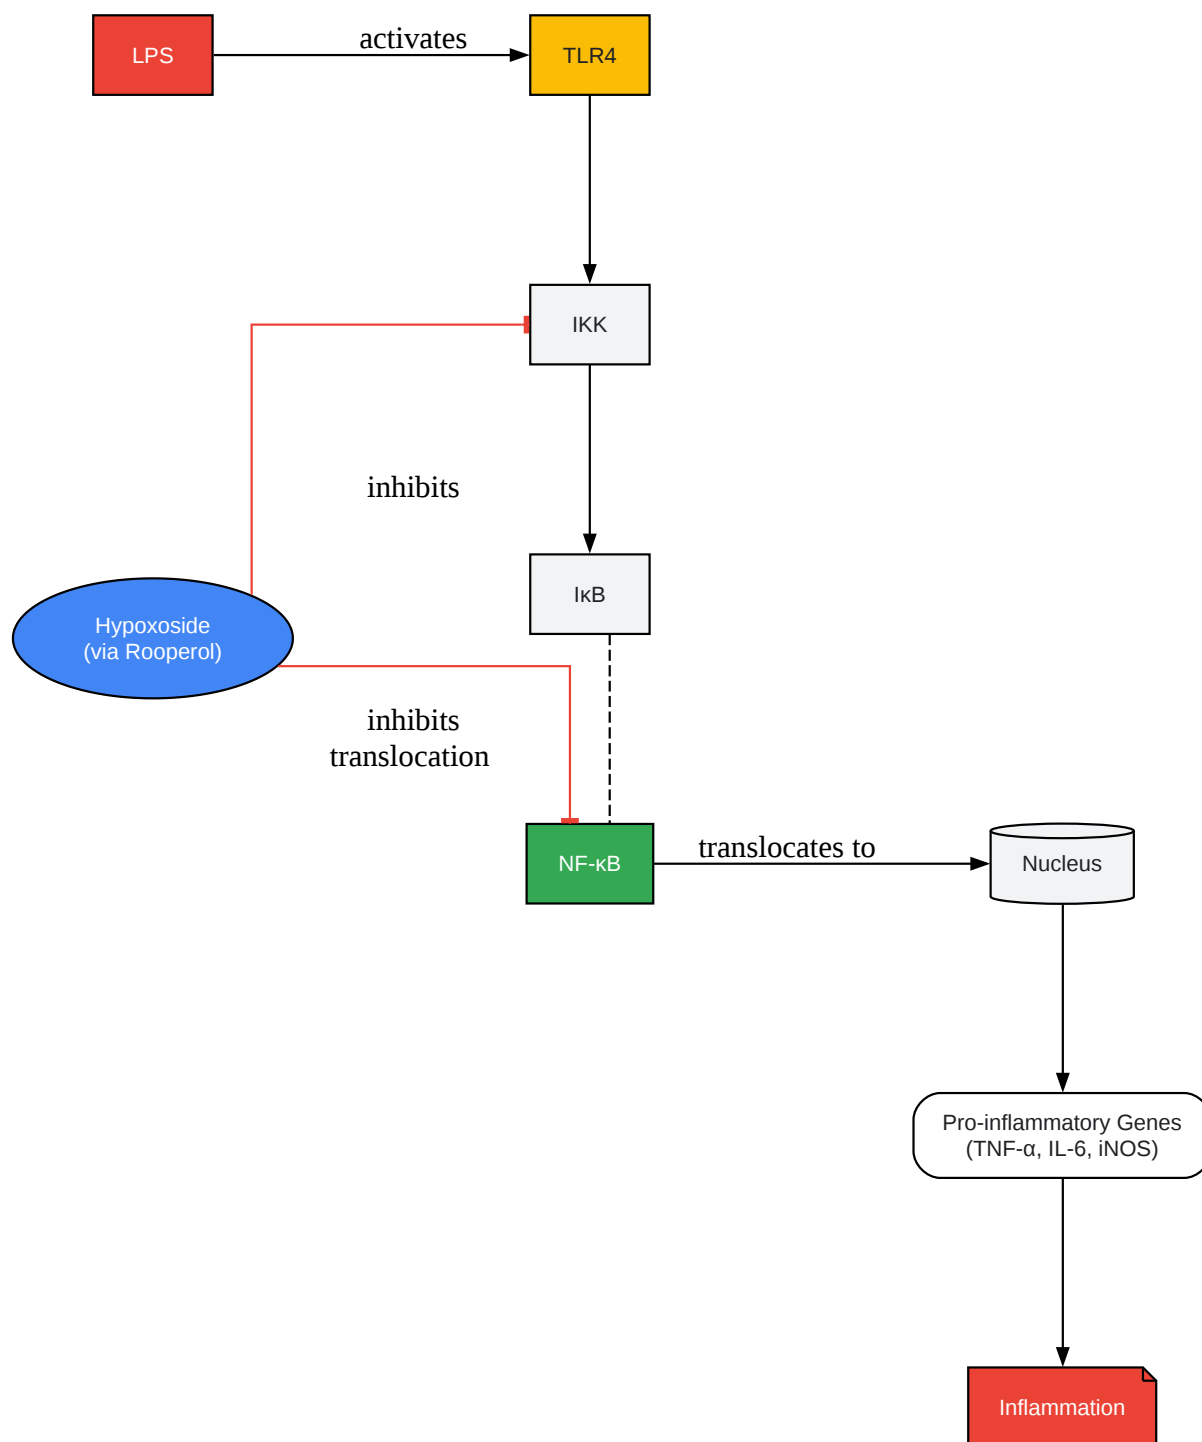 LPS
activates
TLR4
IKK
inhibits
IκB
Hypoxoside
(via Rooperol)
inhibits
translocation
NF-κB
translocates to
Nucleus
Pro-inflammatory Genes
(TNF-α, IL-6, iNOS)
Inflammation